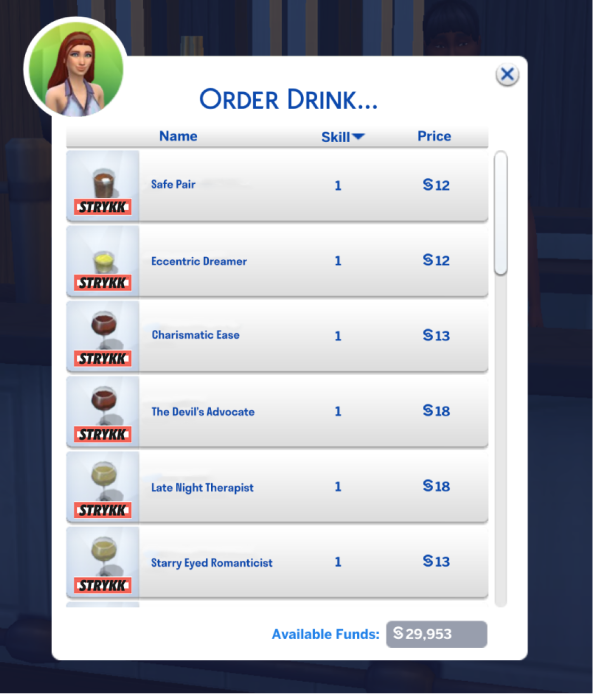 ORDER DRINK...
Name Skill Price
STRYKK Safe Pair 1 §12
STRYKK Eccentric Dreamer 1 §12
STRYKK Charismatic Ease 1 §13
STRYKK The Devil's Advocate 1 §18
STRYKK Late Night Therapist 1 §18
STRYKK Starry Eyed Romanticist 1 §13
Available Funds: §29,953